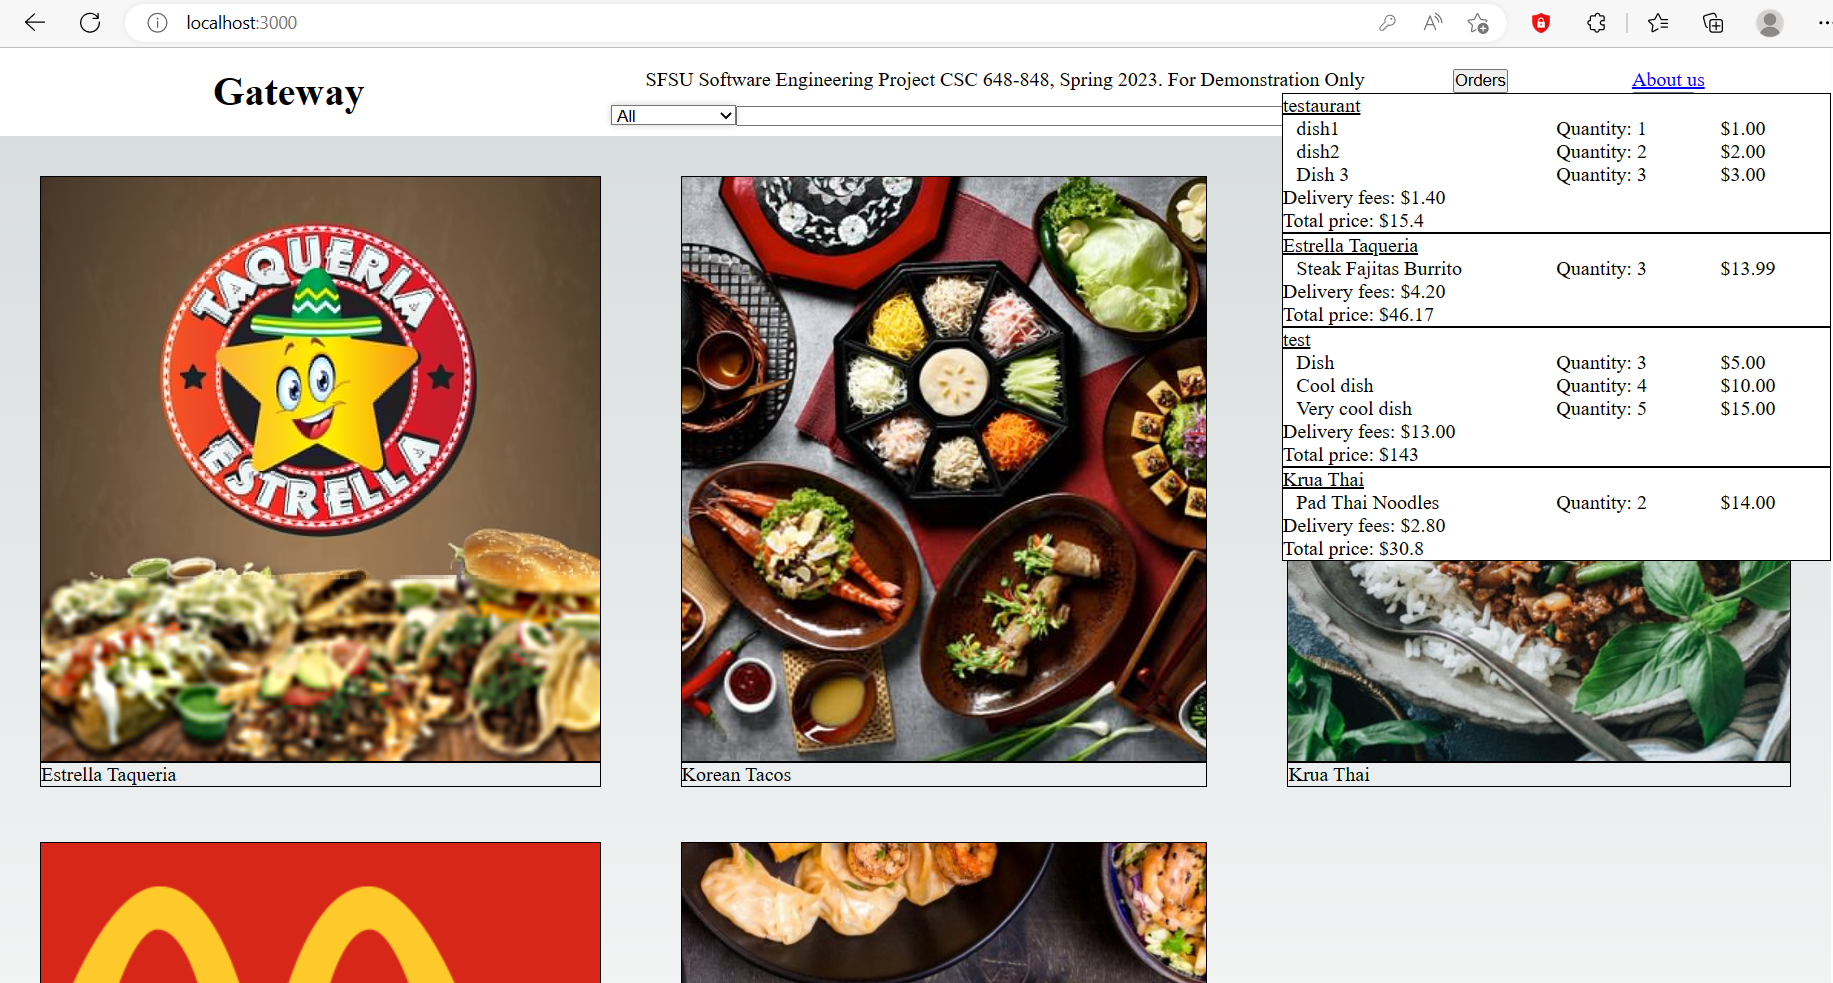 localhost:3000
Gateway
SFSU Software Engineering Project CSC 648-848, Spring 2023. For Demonstration Only
Orders
About us
All
testaurant
dish1 Quantity: 1 $1.00
dish2 Quantity: 2 $2.00
Dish 3 Quantity: 3 $3.00
Delivery fees: $1.40
Total price: $15.4
Estrella Taqueria
Steak Fajitas Burrito Quantity: 3 $13.99
Delivery fees: $4.20
Total price: $46.17
test
Dish Quantity: 3 $5.00
Cool dish Quantity: 4 $10.00
Very cool dish Quantity: 5 $15.00
Delivery fees: $13.00
Total price: $143
Krua Thai
Pad Thai Noodles Quantity: 2 $14.00
Delivery fees: $2.80
Total price: $30.8
TAQUERIA
ESTRELLA
Estrella Taqueria
Korean Tacos
Krua Thai